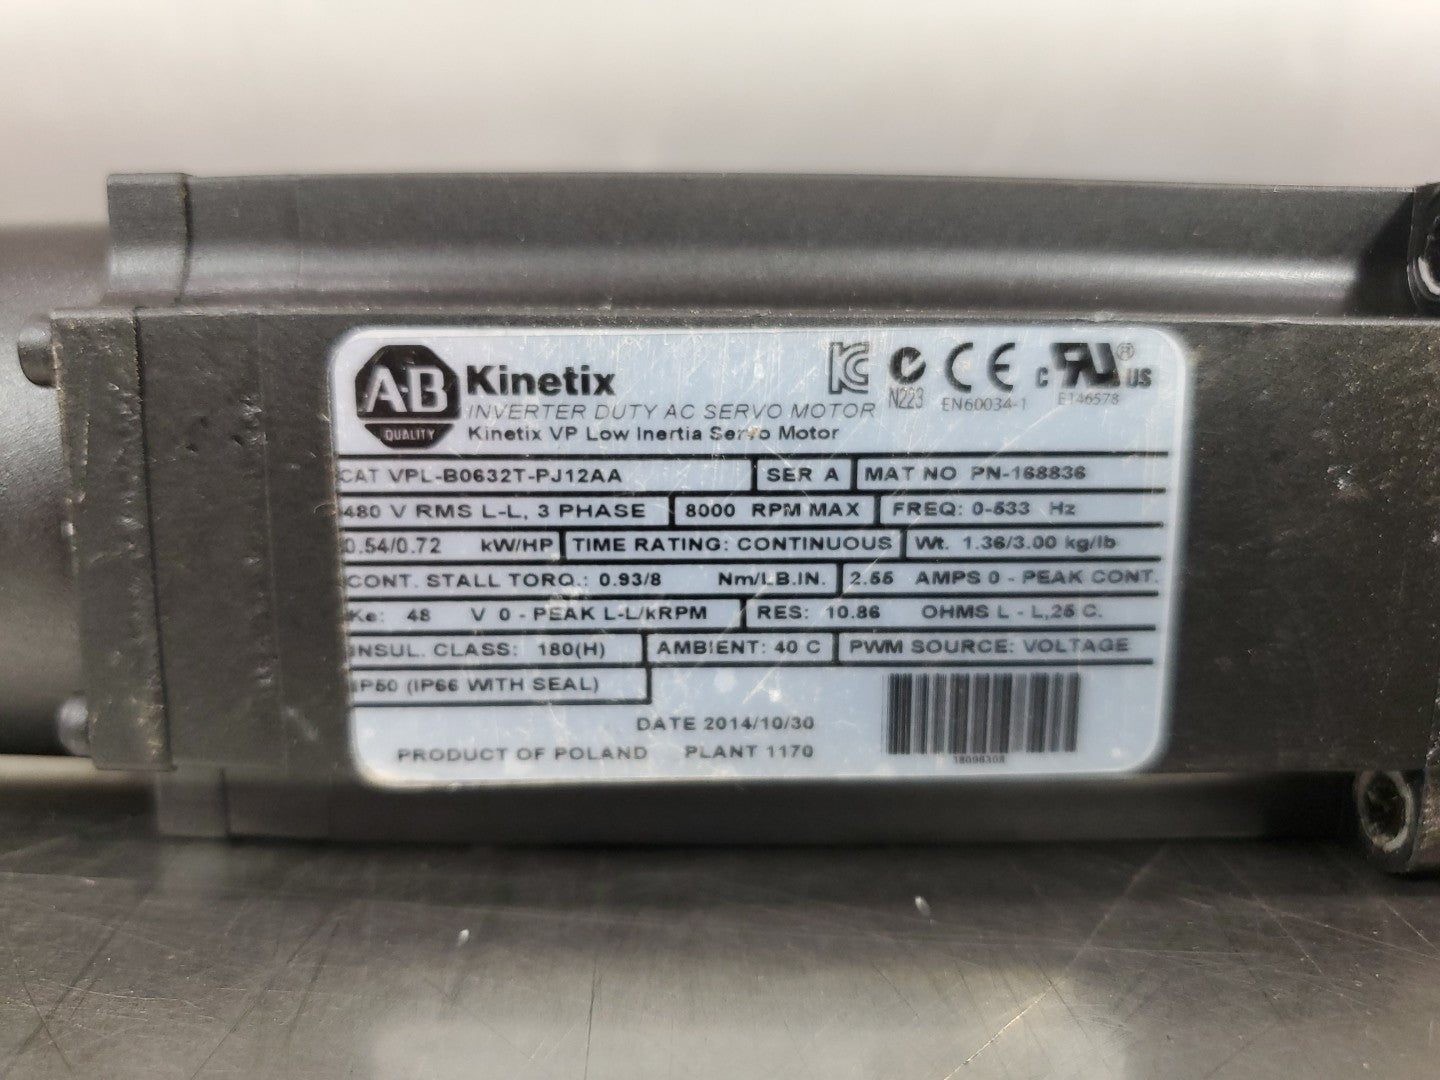 A-B QUALITY
Kinetix
INVERTER DUTY AC SERVO MOTOR
Kinetix VP Low Inertia Servo Motor
KC N223 CE EN60034-1 c RU ® US E146578
CAT VPL-B0632T-PJ12AA SER A MAT NO PN-168836
480 V RMS L-L, 3 PHASE 8000 RPM MAX FREQ: 0-533 Hz
0.54/0.72 kW/HP TIME RATING: CONTINUOUS Wt. 1.36/3.00 kg/lb
CONT. STALL TORQ.: 0.93/8 Nm/LB.IN. 2.55 AMPS 0 - PEAK CONT.
Ke: 48 V 0 - PEAK L-L/kRPM RES: 10.86 OHMS L - L,25 C.
INSUL. CLASS: 180(H) AMBIENT: 40 C PWM SOURCE: VOLTAGE
IP50 (IP66 WITH SEAL)
DATE 2014/10/30
PRODUCT OF POLAND PLANT 1170